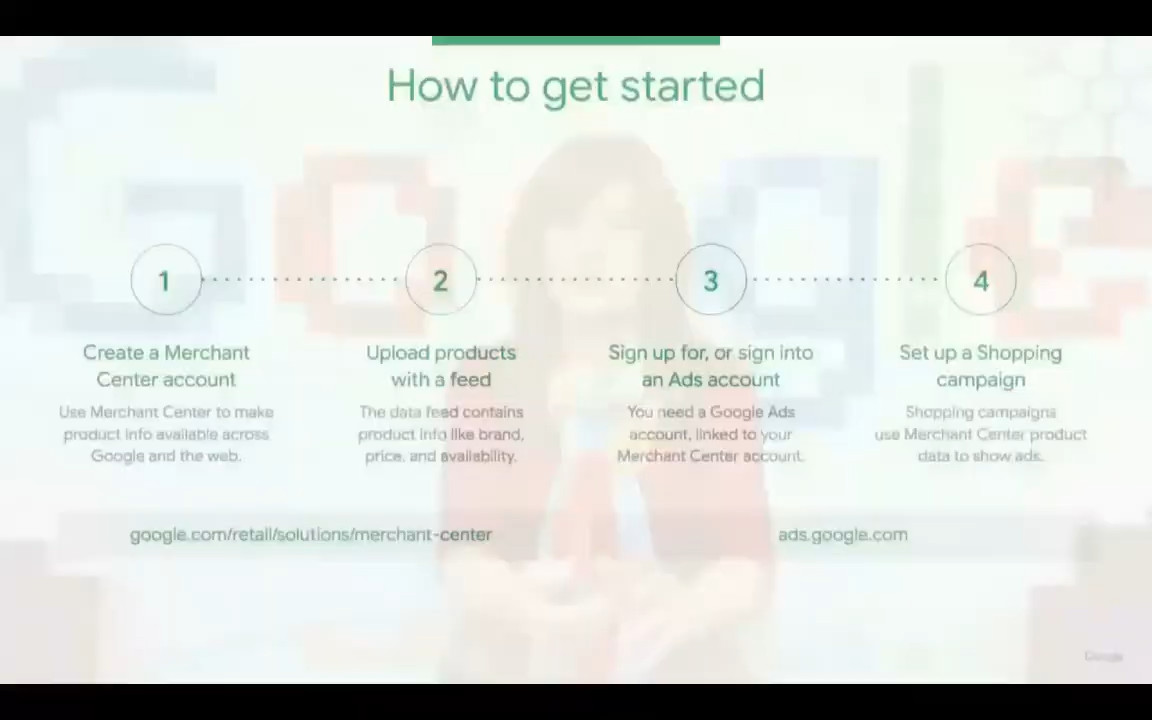 How to get started
1
2
3
4
Create a Merchant
Center account
Use Merchant Center to make
product info available across
Google and the web.
Upload products
with a feed
The data feed contains
product info like brand,
price, and availability.
Sign up for, or sign into
an Ads account
You need a Google Ads
account, linked to your
Merchant Center account.
Set up a Shopping
campaign
Shopping campaigns
use Merchant Center product
data to show ads.
google.com/retail/solutions/merchant-center
ads.google.com
Google